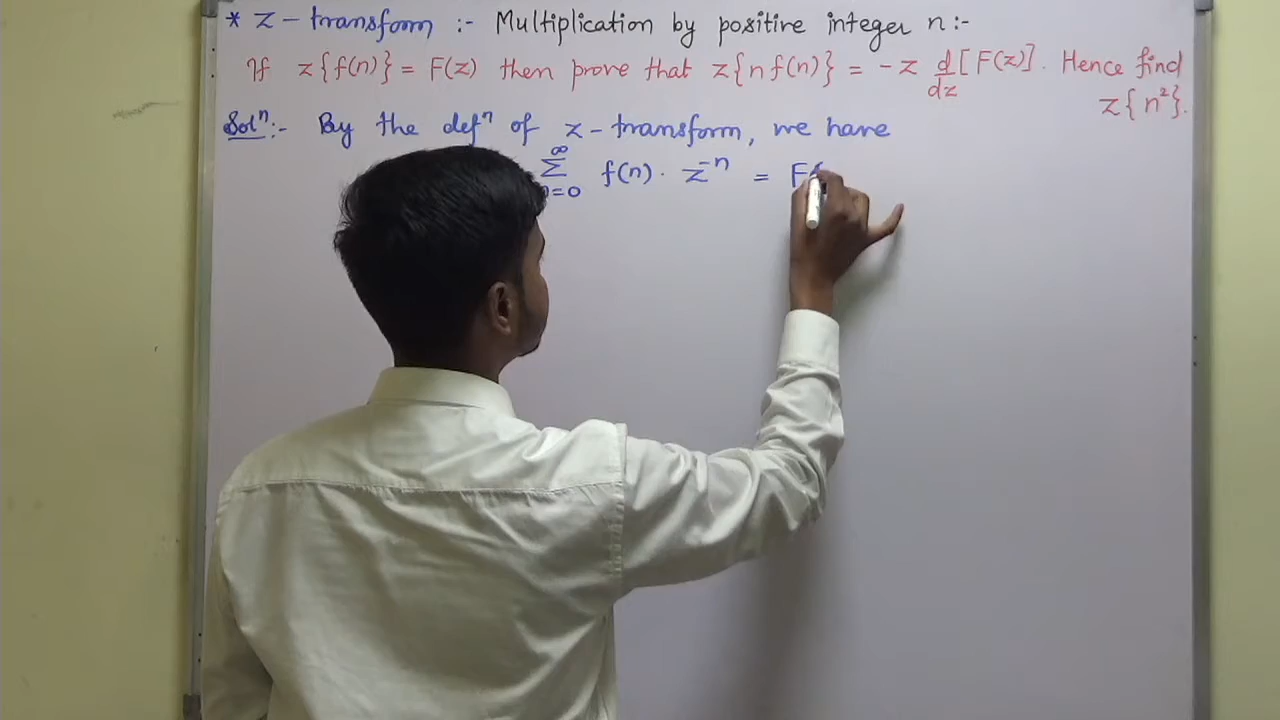 * z - transform :- Multiplication by positive integer n :-
If z{f(n)} = F(z) then prove that z{n f(n)} = -z d/dz [F(z)]. Hence find z{n²}.
Solⁿ :- By the defⁿ of z-transform, we have
∑_{n=0}^{∞} f(n) · z⁻ⁿ = F(